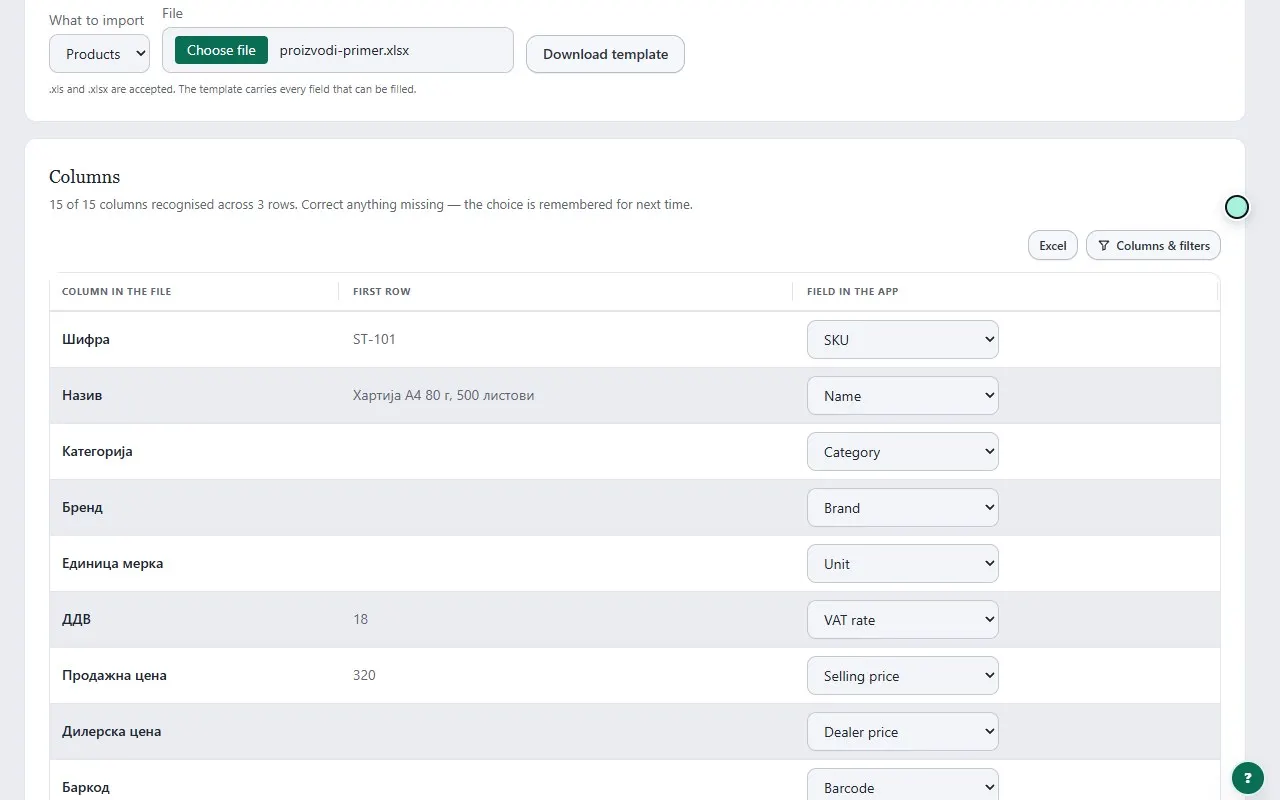 What to import
File
Products
Choose file proizvodi-primer.xlsx
Download template
.xls and .xlsx are accepted. The template carries every field that can be filled.
Columns
15 of 15 columns recognised across 3 rows. Correct anything missing — the choice is remembered for next time.
Excel
Columns & filters
COLUMN IN THE FILE FIRST ROW FIELD IN THE APP
Шифра ST-101 SKU
Назив Хартија А4 80 г, 500 листови Name
Категорија Category
Бренд Brand
Единица мерка Unit
ДДВ 18 VAT rate
Продажна цена 320 Selling price
Дилерска цена Dealer price
Баркод Barcode
?